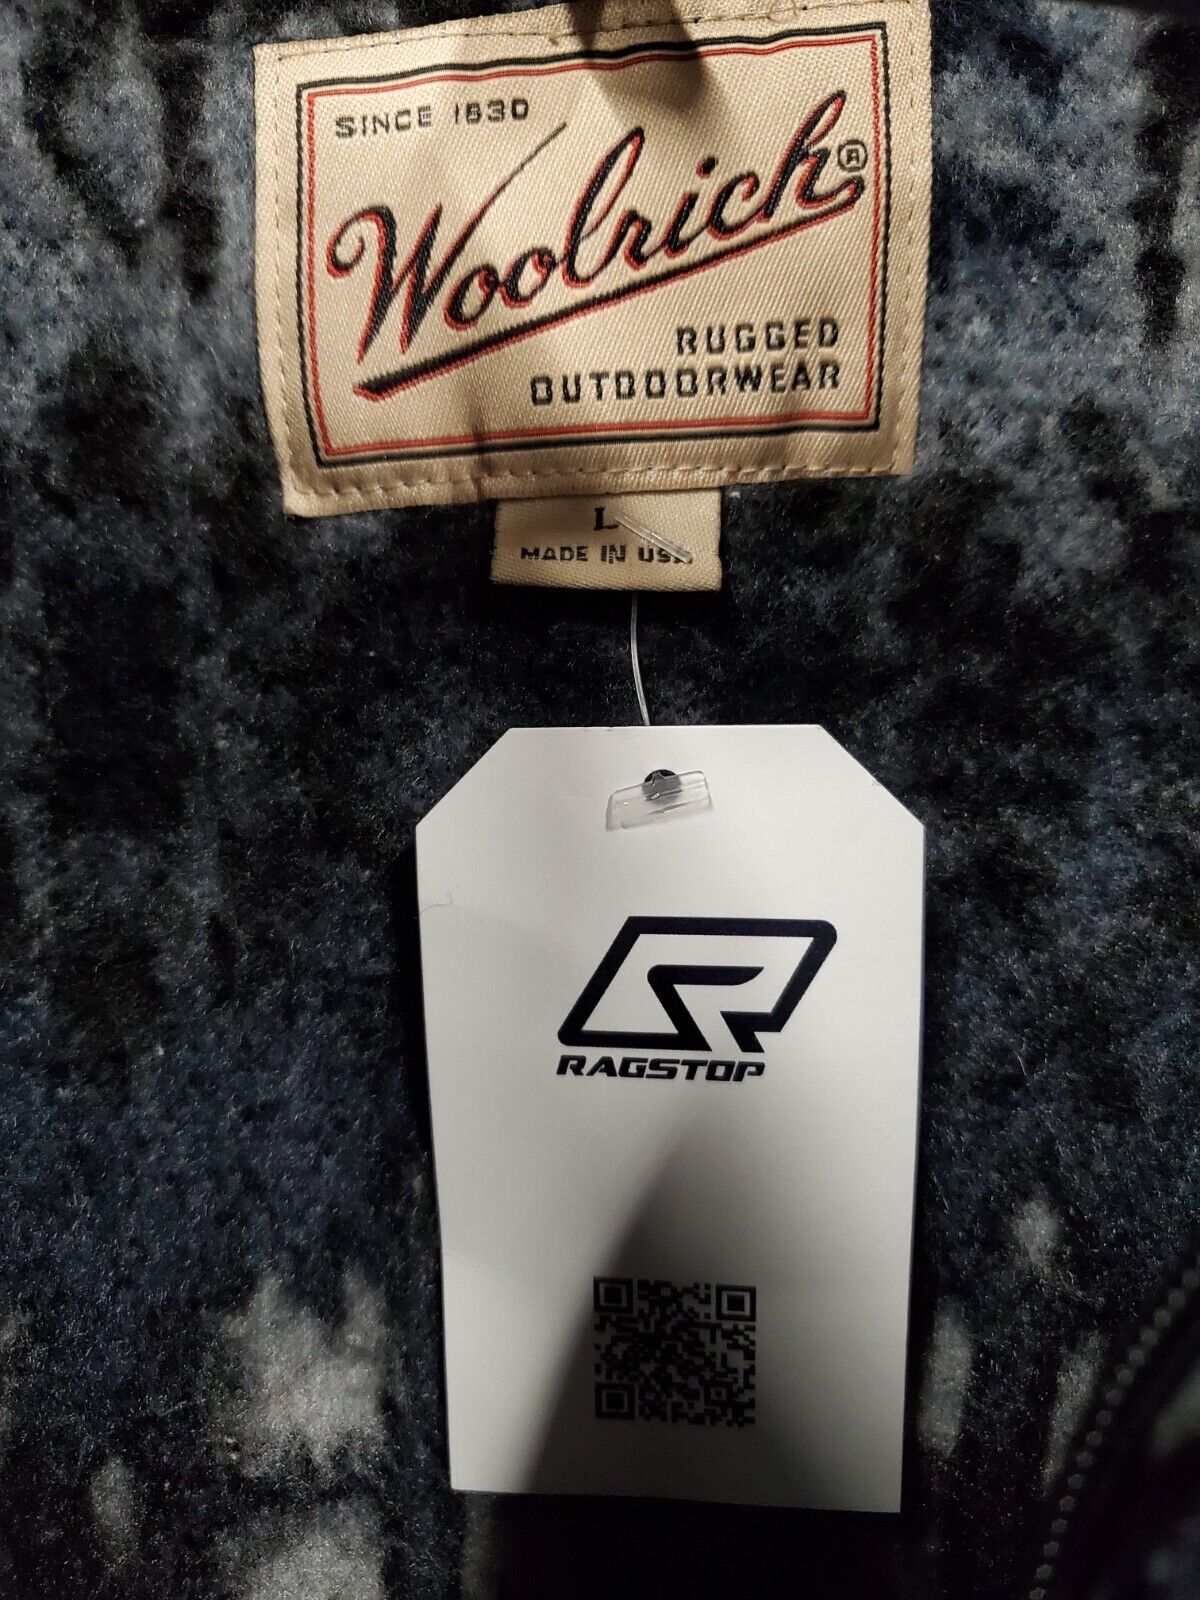 SINCE 1830
Woolrich®
RUGGED
OUTDOORWEAR
L
MADE IN USA
RAGSTOP